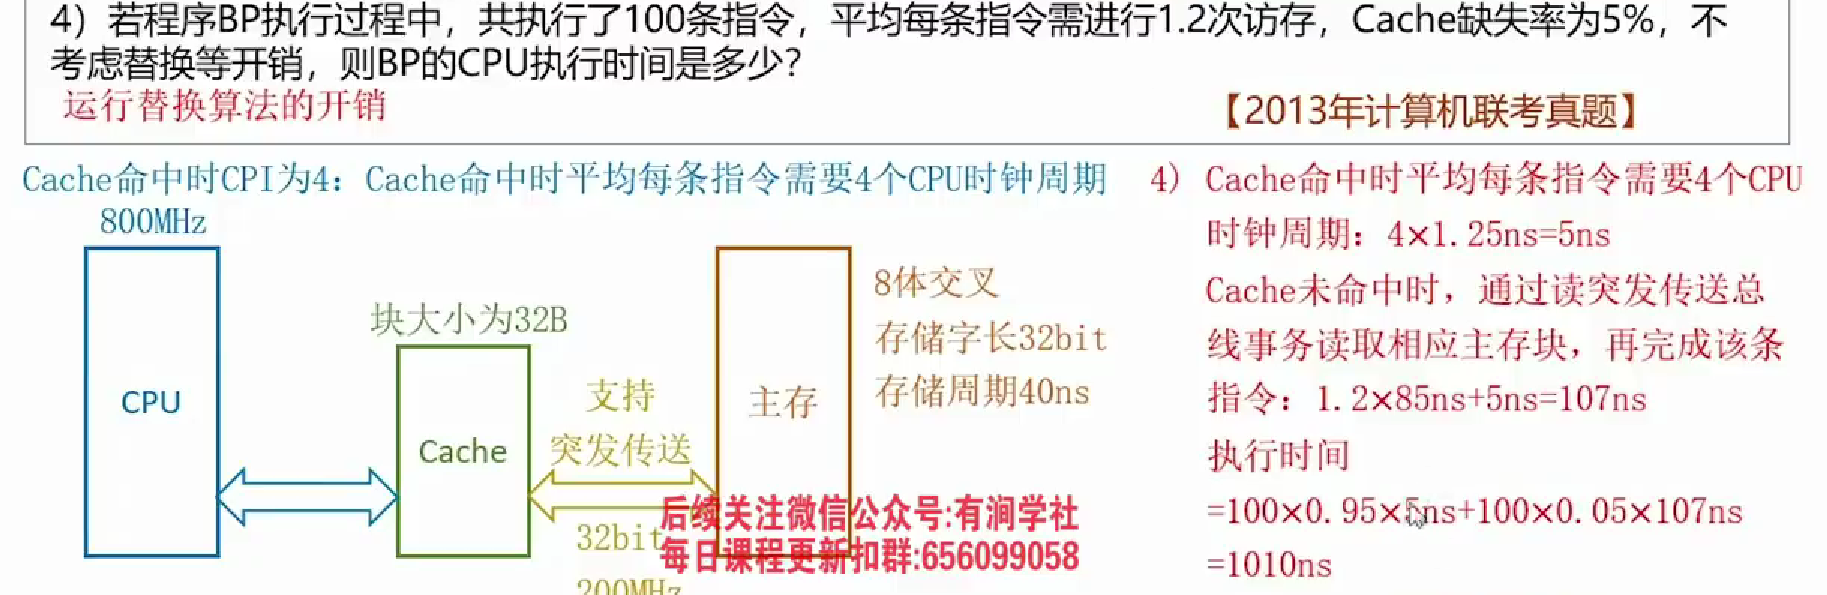 4）若程序BP执行过程中，共执行了100条指令，平均每条指令需进行1.2次访存，Cache缺失率为5%，不
考虑替换等开销，则BP的CPU执行时间是多少？
运行替换算法的开销
【2013年计算机联考真题】
Cache命中时CPI为4：Cache命中时平均每条指令需要4个CPU时钟周期
800MHz
CPU
块大小为32B
Cache
支持
突发传送
32bit
200MHz
主存
8体交叉
存储字长32bit
存储周期40ns
4) Cache命中时平均每条指令需要4个CPU
时钟周期：4×1.25ns=5ns
Cache未命中时，通过读突发传送总
线事务读取相应主存块，再完成该条
指令：1.2×85ns+5ns=107ns
执行时间
=100×0.95×5ns+100×0.05×107ns
=1010ns
后续关注微信公众号:有涧学社
每日课程更新扣群:656099058